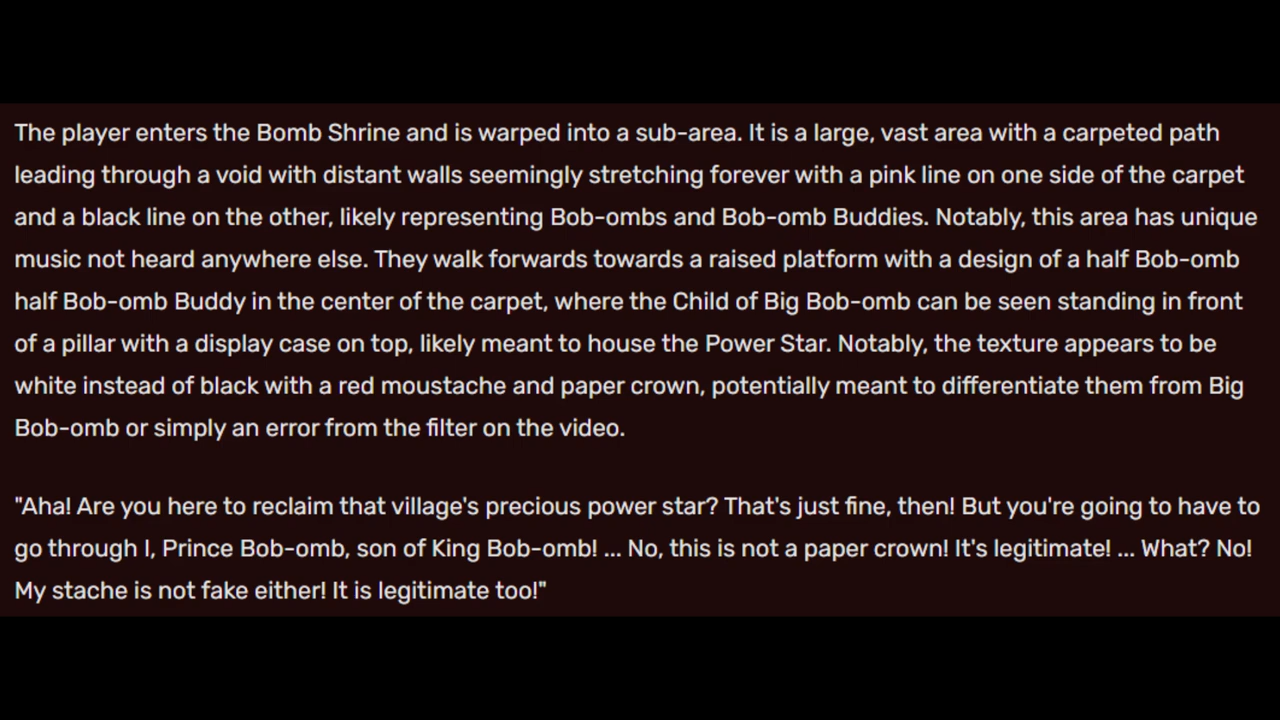 The player enters the Bomb Shrine and is warped into a sub-area. It is a large, vast area with a carpeted path
leading through a void with distant walls seemingly stretching forever with a pink line on one side of the carpet
and a black line on the other, likely representing Bob-ombs and Bob-omb Buddies. Notably, this area has unique
music not heard anywhere else. They walk forwards towards a raised platform with a design of a half Bob-omb
half Bob-omb Buddy in the center of the carpet, where the Child of Big Bob-omb can be seen standing in front
of a pillar with a display case on top, likely meant to house the Power Star. Notably, the texture appears to be
white instead of black with a red moustache and paper crown, potentially meant to differentiate them from Big
Bob-omb or simply an error from the filter on the video.
"Aha! Are you here to reclaim that village's precious power star? That's just fine, then! But you're going to have to
go through I, Prince Bob-omb, son of King Bob-omb! ... No, this is not a paper crown! It's legitimate! ... What? No!
My stache is not fake either! It is legitimate too!"